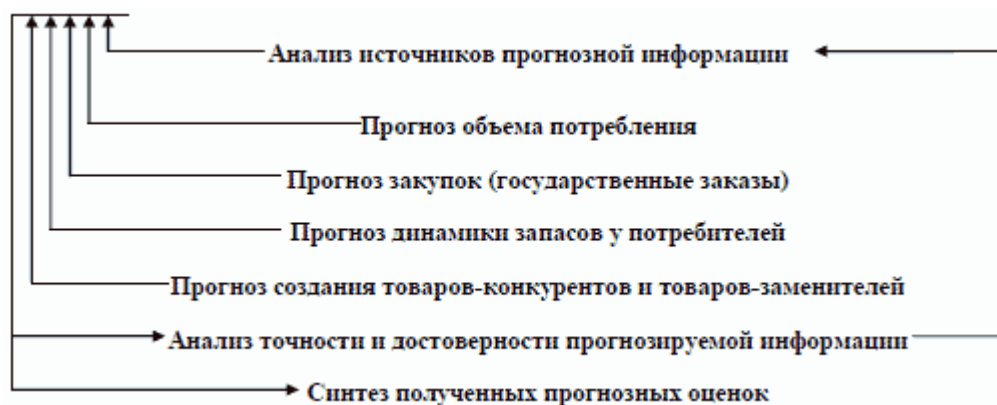 Анализ источников прогнозной информации
Прогноз объема потребления
Прогноз закупок (государственные заказы)
Прогноз динамики запасов у потребителей
Прогноз создания товаров-конкурентов и товаров-заменителей
Анализ точности и достоверности прогнозируемой информации
Синтез полученных прогнозных оценок